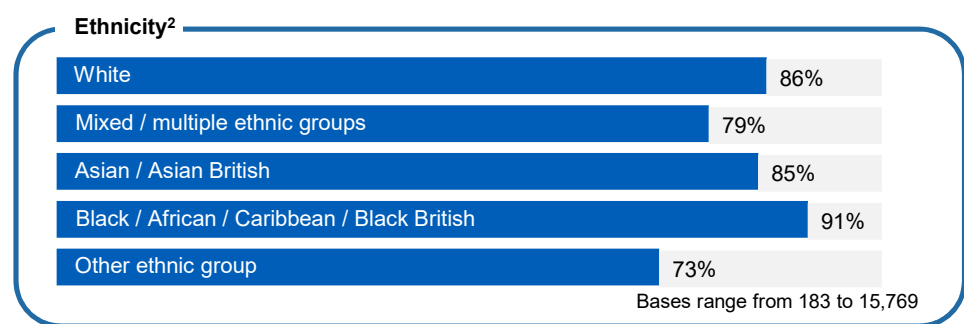 Ethnicity²
White 86%
Mixed / multiple ethnic groups 79%
Asian / Asian British 85%
Black / African / Caribbean / Black British 91%
Other ethnic group 73%
Bases range from 183 to 15,769